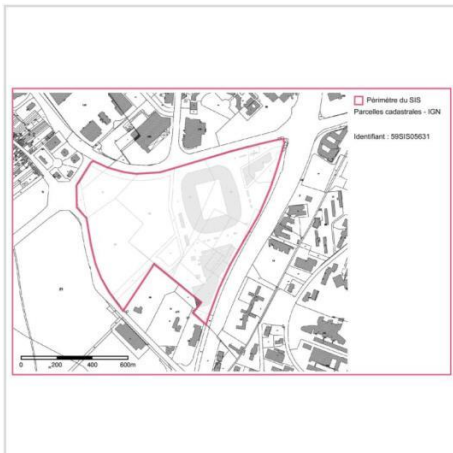 Périmètre du SIS
Parcelles cadastrales - IGN
Identifiant : 59SIS05631
0 200 400 600m